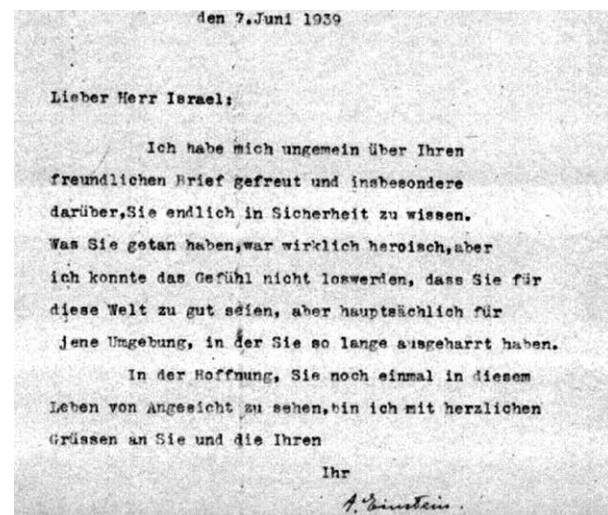 den 7.Juni 1939
Lieber Herr Israel:
Ich habe mich ungemein über Ihren
freundlichen Brief gefreut und insbesondere
darüber,Sie endlich in Sicherheit zu wissen.
Was Sie getan haben,war wirklich heroisch,aber
ich konnte das Gefühl nicht loswerden, dass Sie für
diese Welt zu gut seien, aber hauptsächlich für
jene Umgebung, in der Sie so lange ausgeharrt haben.
In der Hoffnung, Sie noch einmal in diesem
Leben von Angesicht zu sehen,bin ich mit herzlichen
Grüssen an Sie und die Ihren
Ihr
A. Einstein.